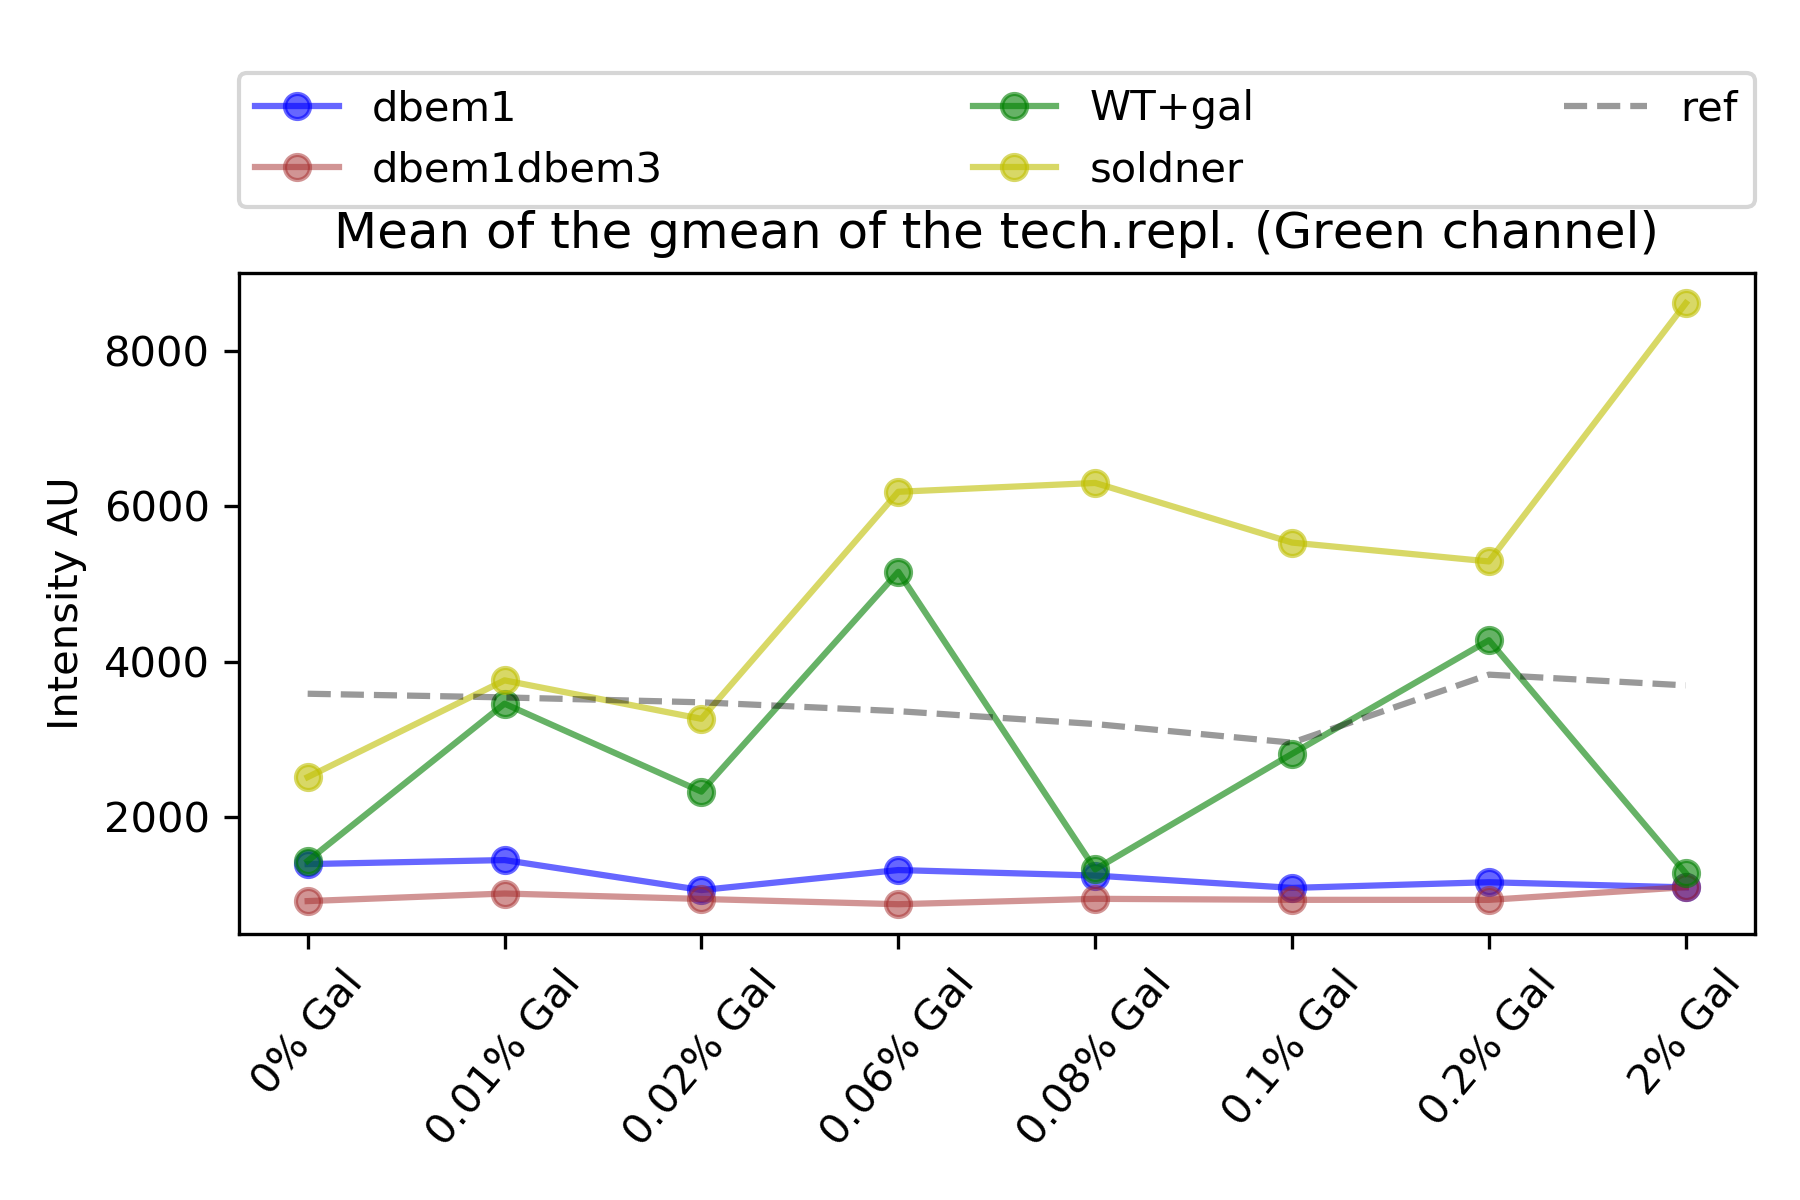 dbem1
dbem1dbem3
WT+gal
soldner
ref
Mean of the gmean of the tech.repl. (Green channel)
Intensity AU
8000
6000
4000
2000
0% Gal
0.01% Gal
0.02% Gal
0.06% Gal
0.08% Gal
0.1% Gal
0.2% Gal
2% Gal